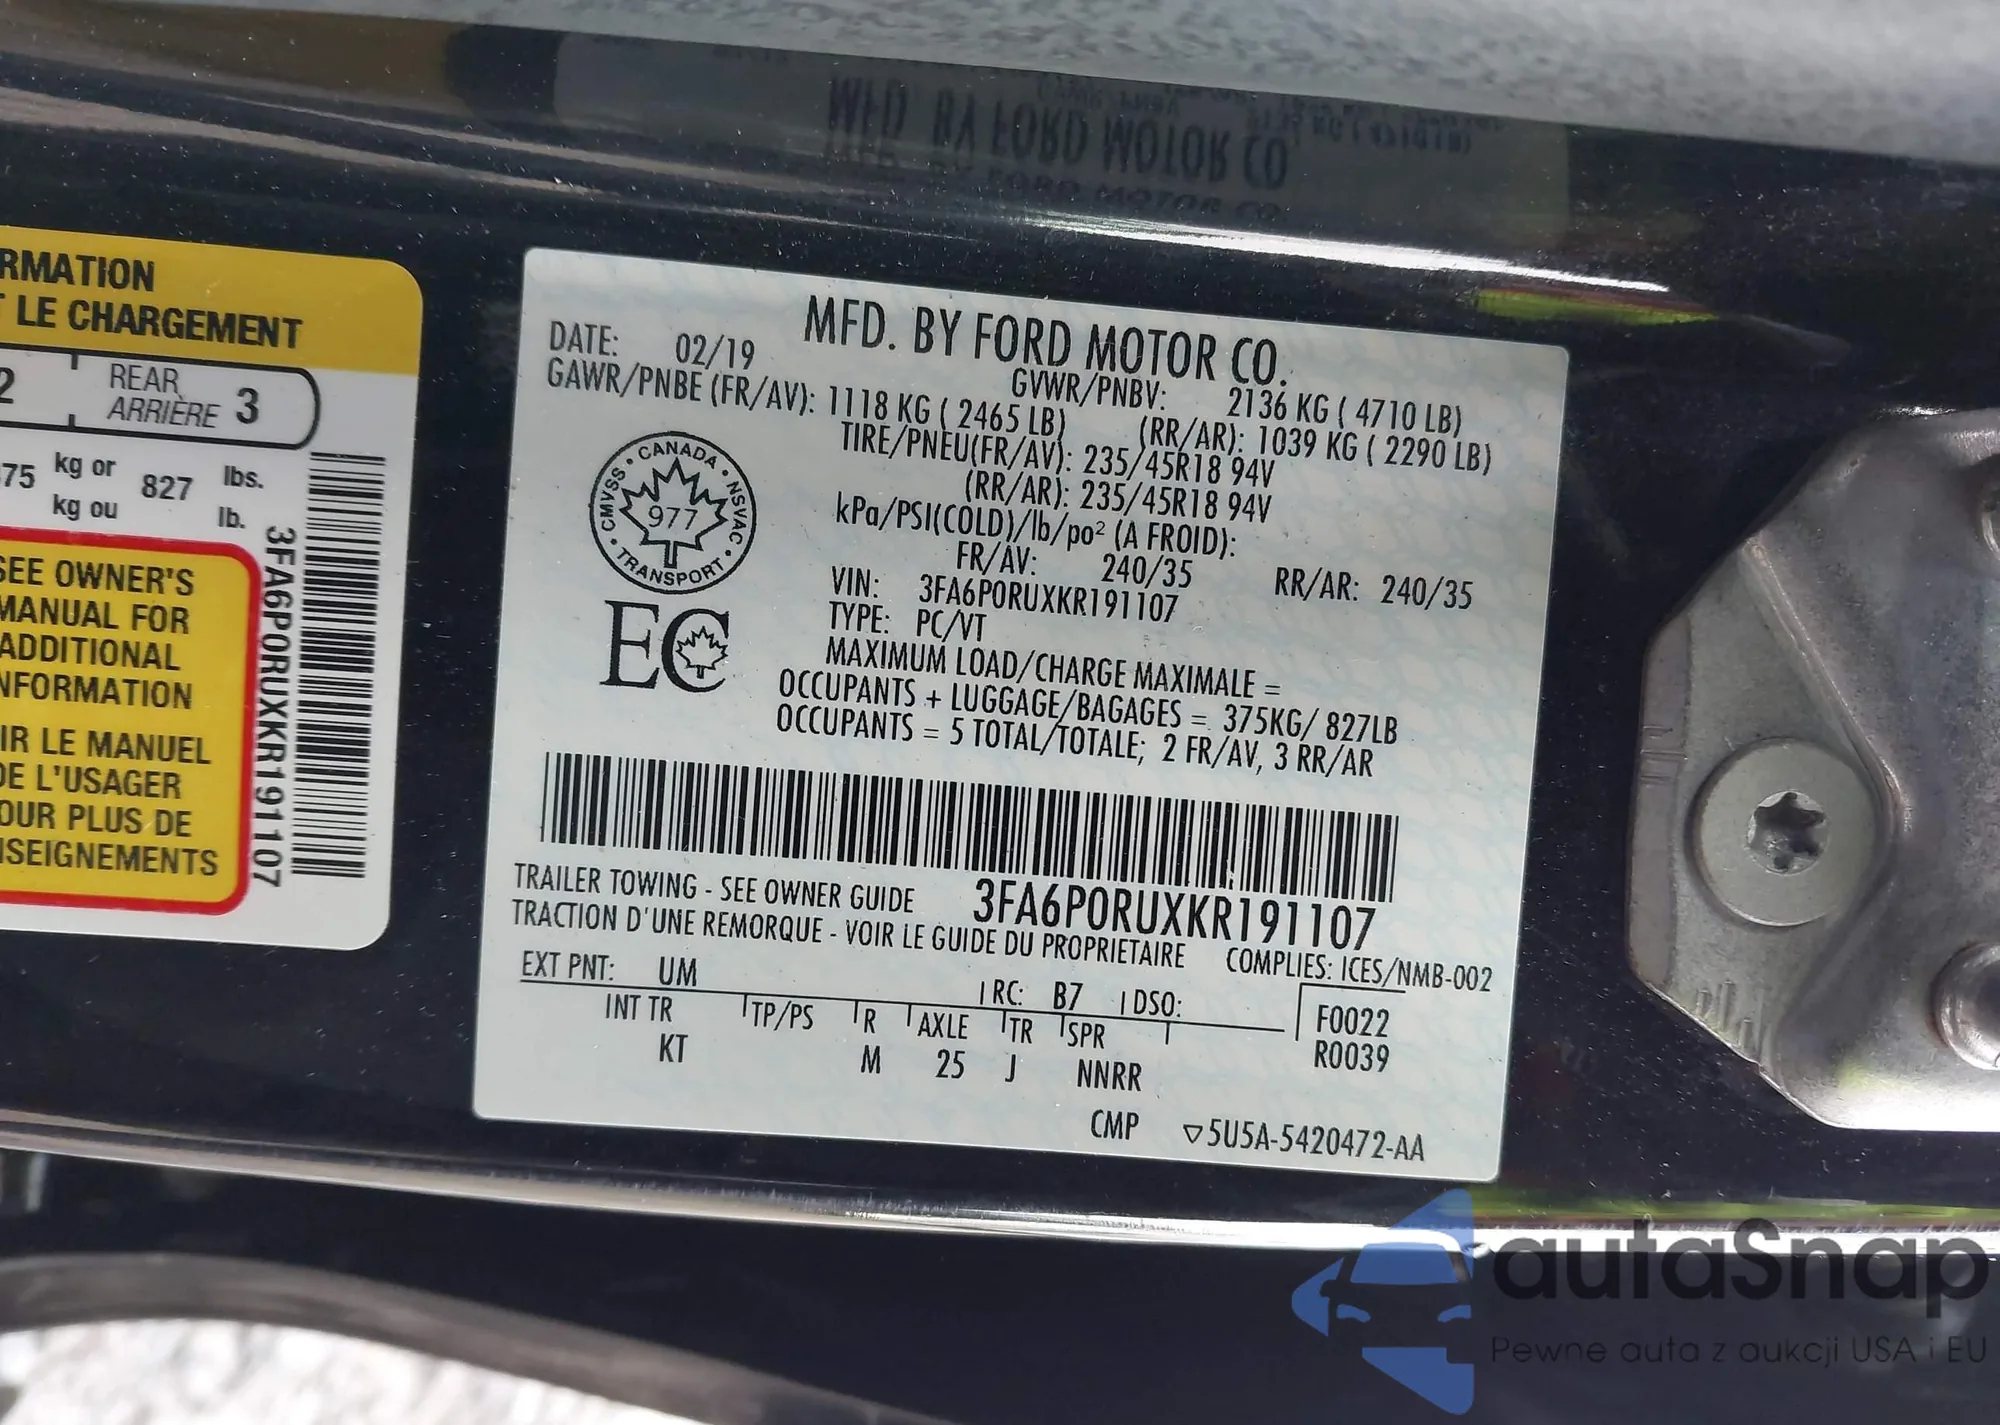 RMATION
T LE CHARGEMENT
2 REAR
ARRIÈRE 3
75 kg or 827 lbs.
kg ou lb.
3FA6P0RUXKR191107
SEE OWNER'S
MANUAL FOR
ADDITIONAL
NFORMATION
IR LE MANUEL
DE L'USAGER
OUR PLUS DE
NSEIGNEMENTS
MFD. BY FORD MOTOR CO.
DATE: 02/19 GVWR/PNBV: 2136 KG ( 4710 LB)
GAWR/PNBE (FR/AV): 1118 KG ( 2465 LB) (RR/AR): 1039 KG ( 2290 LB)
TIRE/PNEU(FR/AV): 235/45R18 94V
(RR/AR): 235/45R18 94V
kPa/PSI(COLD)/lb/po² (A FROID):
FR/AV: 240/35 RR/AR: 240/35
VIN: 3FA6P0RUXKR191107
TYPE: PC/VT
MAXIMUM LOAD/CHARGE MAXIMALE =
OCCUPANTS + LUGGAGE/BAGAGES = 375KG/ 827LB
OCCUPANTS = 5 TOTAL/TOTALE; 2 FR/AV, 3 RR/AR
CMVSS • CANADA • NSVAC • TRANSPORT •
977
EC
TRAILER TOWING - SEE OWNER GUIDE 3FA6P0RUXKR191107
TRACTION D'UNE REMORQUE - VOIR LE GUIDE DU PROPRIETAIRE COMPLIES: ICES/NMB-002
EXT PNT: UM RC: B7 DSO: F0022
INT TR TP/PS R AXLE TR SPR R0039
KT M 25 J NNRR
CMP ▽5U5A-5420472-AA
autaSnap
Pewne auta z aukcji USA i EU